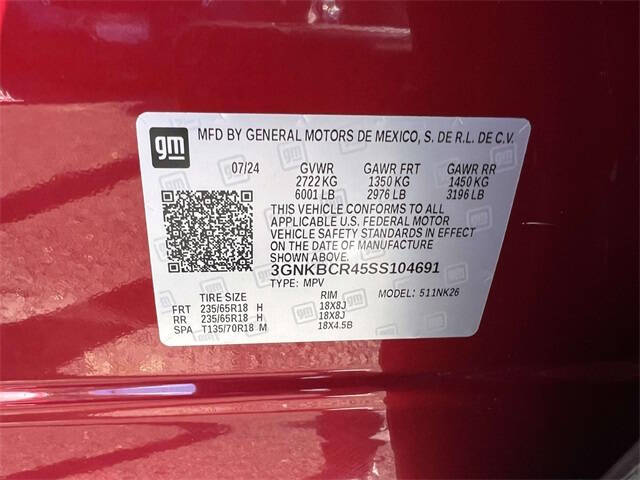 gm MFD BY GENERAL MOTORS DE MEXICO, S. DE R.L. DE C.V.
07/24 GVWR GAWR FRT GAWR RR
2722 KG 1350 KG 1450 KG
6001 LB 2976 LB 3196 LB
THIS VEHICLE CONFORMS TO ALL
APPLICABLE U.S. FEDERAL MOTOR
VEHICLE SAFETY STANDARDS IN EFFECT
ON THE DATE OF MANUFACTURE
SHOWN ABOVE.
3GNKBCR45SS104691
TYPE: MPV MODEL: 511NK26
TIRE SIZE RIM
FRT 235/65R18 H 18X8J
RR 235/65R18 H 18X8J
SPA T135/70R18 M 18X4.5B